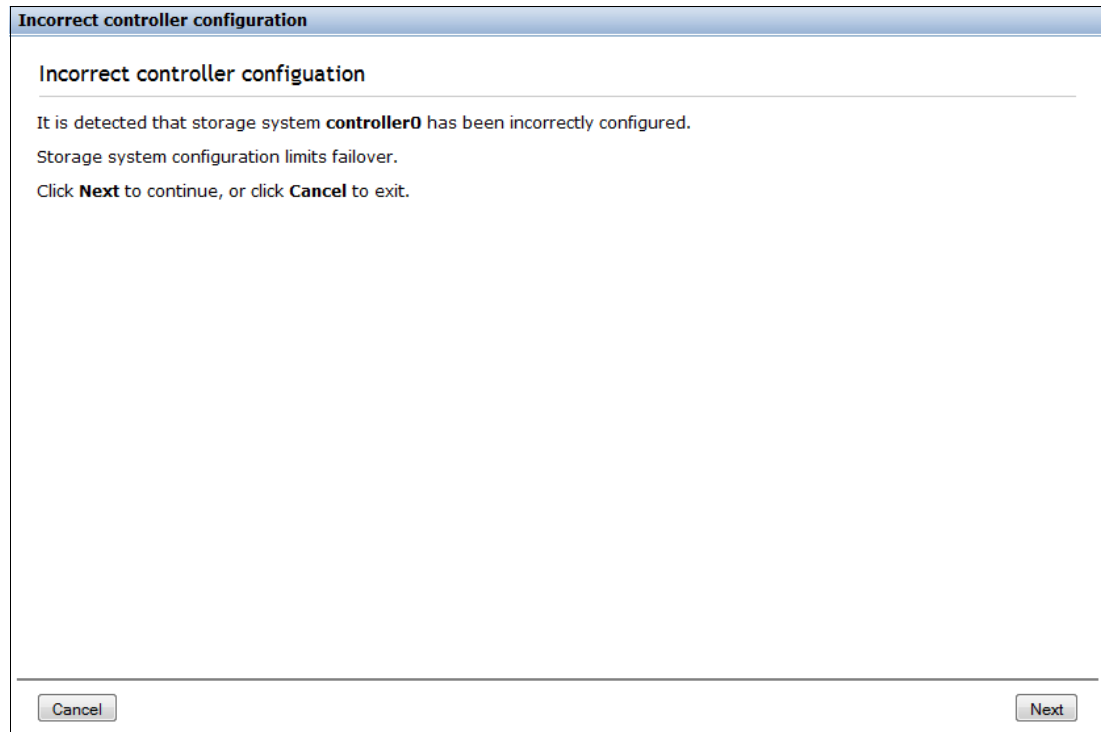 Incorrect controller configuration
Incorrect controller configuation
It is detected that storage system controller0 has been incorrectly configured.
Storage system configuration limits failover.
Click Next to continue, or click Cancel to exit.
Cancel
Next